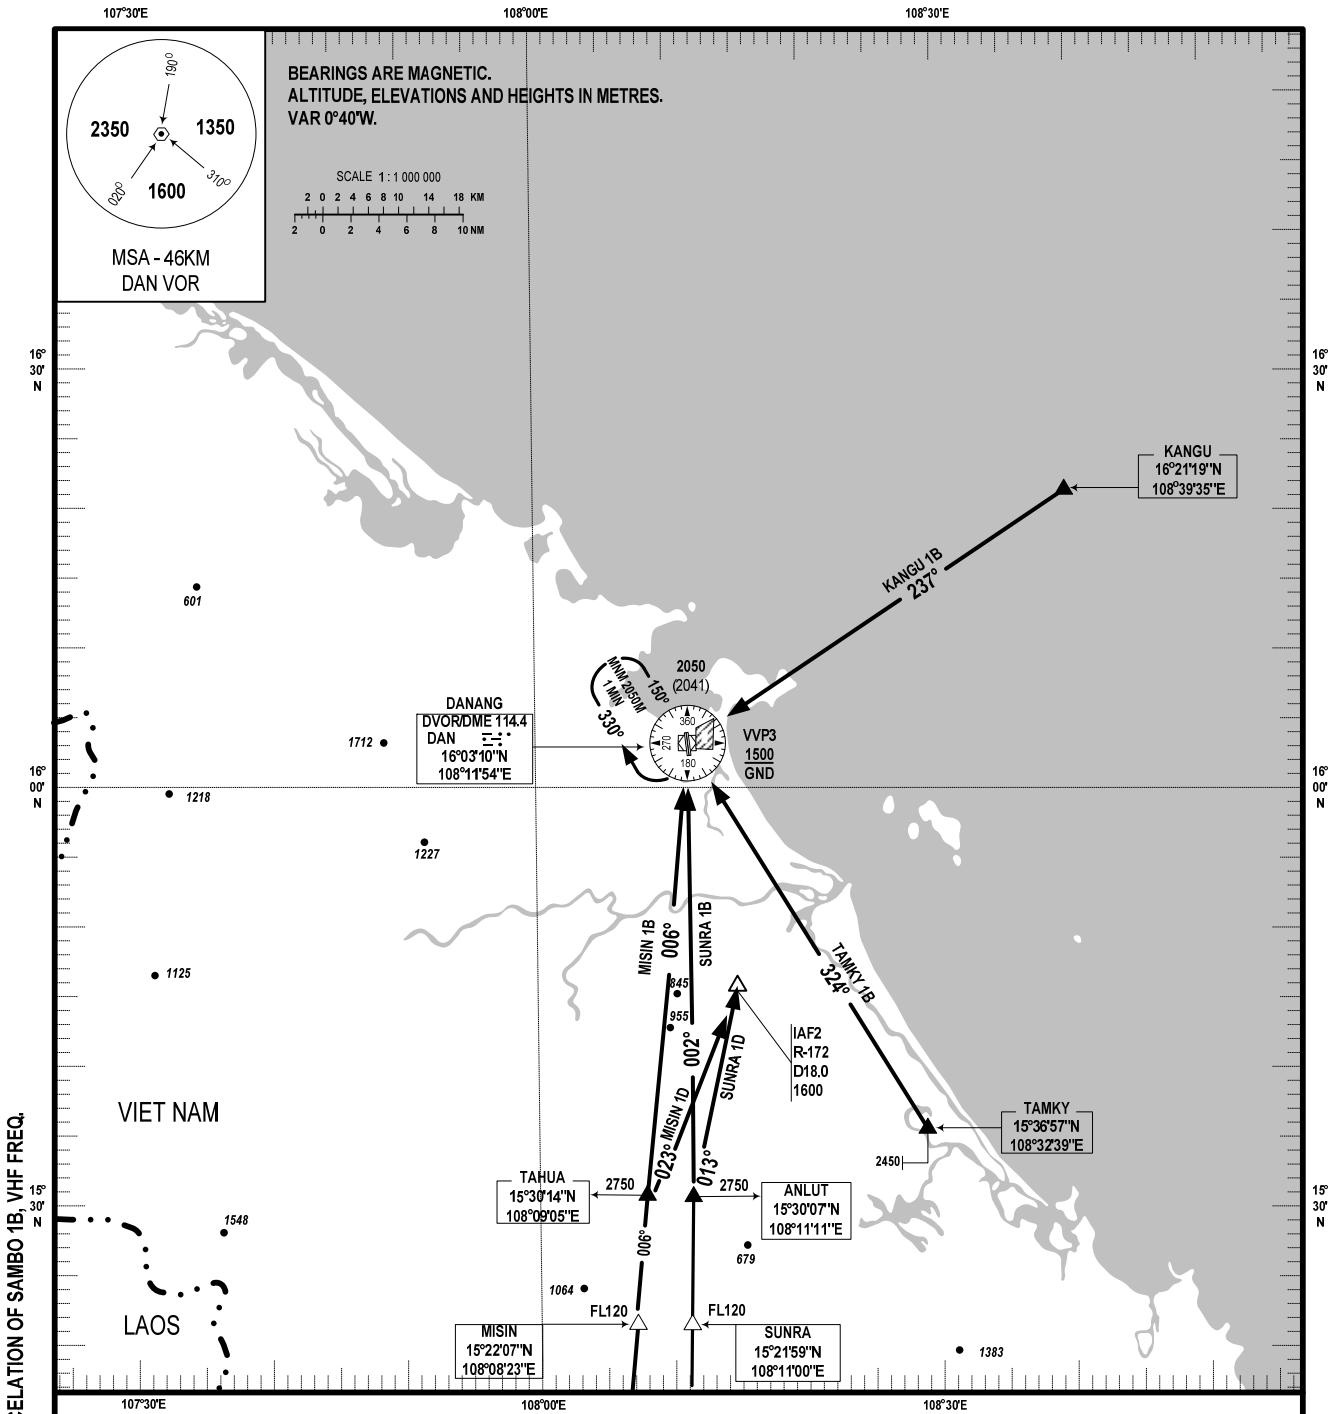 107°30'E
108°00'E
108°30'E
190°
2350
1350
020°
310°
1600
MSA - 46KM
DAN VOR
BEARINGS ARE MAGNETIC.
ALTITUDE, ELEVATIONS AND HEIGHTS IN METRES.
VAR 0°40'W.
SCALE 1 : 1 000 000
2 0 2 4 6 8 10 14 18 KM
2 0 2 4 6 8 10 NM
16°
30'
N
16°
30'
N
KANGU
16°21'19"N
108°39'35"E
KANGU 1B
237°
601
2050
(2041)
MNM 2050M
1 MIN
150°
330°
DANANG
DVOR/DME 114.4
DAN
16°03'10"N
108°11'54"E
360
270
180
VVP3
1500
GND
1712
16°
00'
N
16°
00'
N
1218
1227
MISIN 1B
006°
SUNRA 1B
TAMKY 1B
324°
1125
845
955
002°
IAF2
R-172
D18.0
1600
SUNRA 1D
023° MISIN 1D
013°
VIET NAM
TAMKY
15°36'57"N
108°32'39"E
2450
TAHUA
15°30'14"N
108°09'05"E
2750
2750
ANLUT
15°30'07"N
108°11'11"E
15°
30'
N
15°
30'
N
1548
006°
679
1064
LAOS
FL120
FL120
MISIN
15°22'07"N
108°08'23"E
SUNRA
15°21'59"N
108°11'00"E
1383
CELATION OF SAMBO 1B, VHF FREQ.
107°30'E
108°00'E
108°30'E